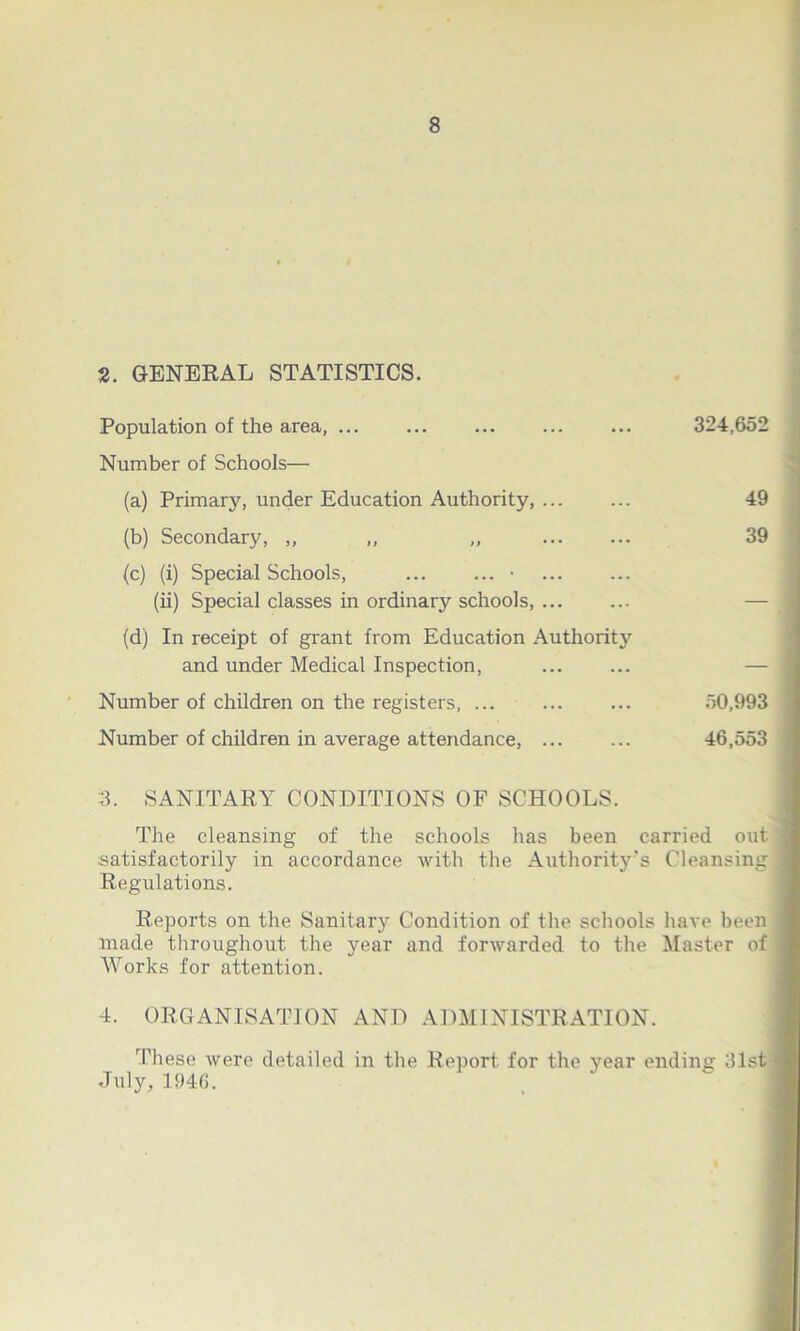 8
2. GENERAL STATISTICS.
Population of the area, ... ... ... ... ... 324,652
Number of Schools—
(a) Primary, under Education Authority, ... ... 49
(b) Secondary, ,, ,, ,, ... ... 39
(c) (i) Special Schools, ... ... · ... ...
(ii) Special classes in ordinary schools, ... ... —
(d) In receipt of grant from Education Authority
and under Medical Inspection, ... ... —
Number of children on the registers, ... ... ... 50,993
Number of children in average attendance, ... ... 46,553
3. SANITARY CONDITIONS OF SCHOOLS.
The cleansing of the schools has been carried out
satisfactorily in accordance with the Authority's Cleansing
Regulations.
Reports on the Sanitary Condition of the schools have been
made throughout the year and forwarded to the Master of
Works for attention.
4. ORGANISATION AND ADMINISTRATION.
These were detailed in the Report for the year ending 31st
July, 1946.